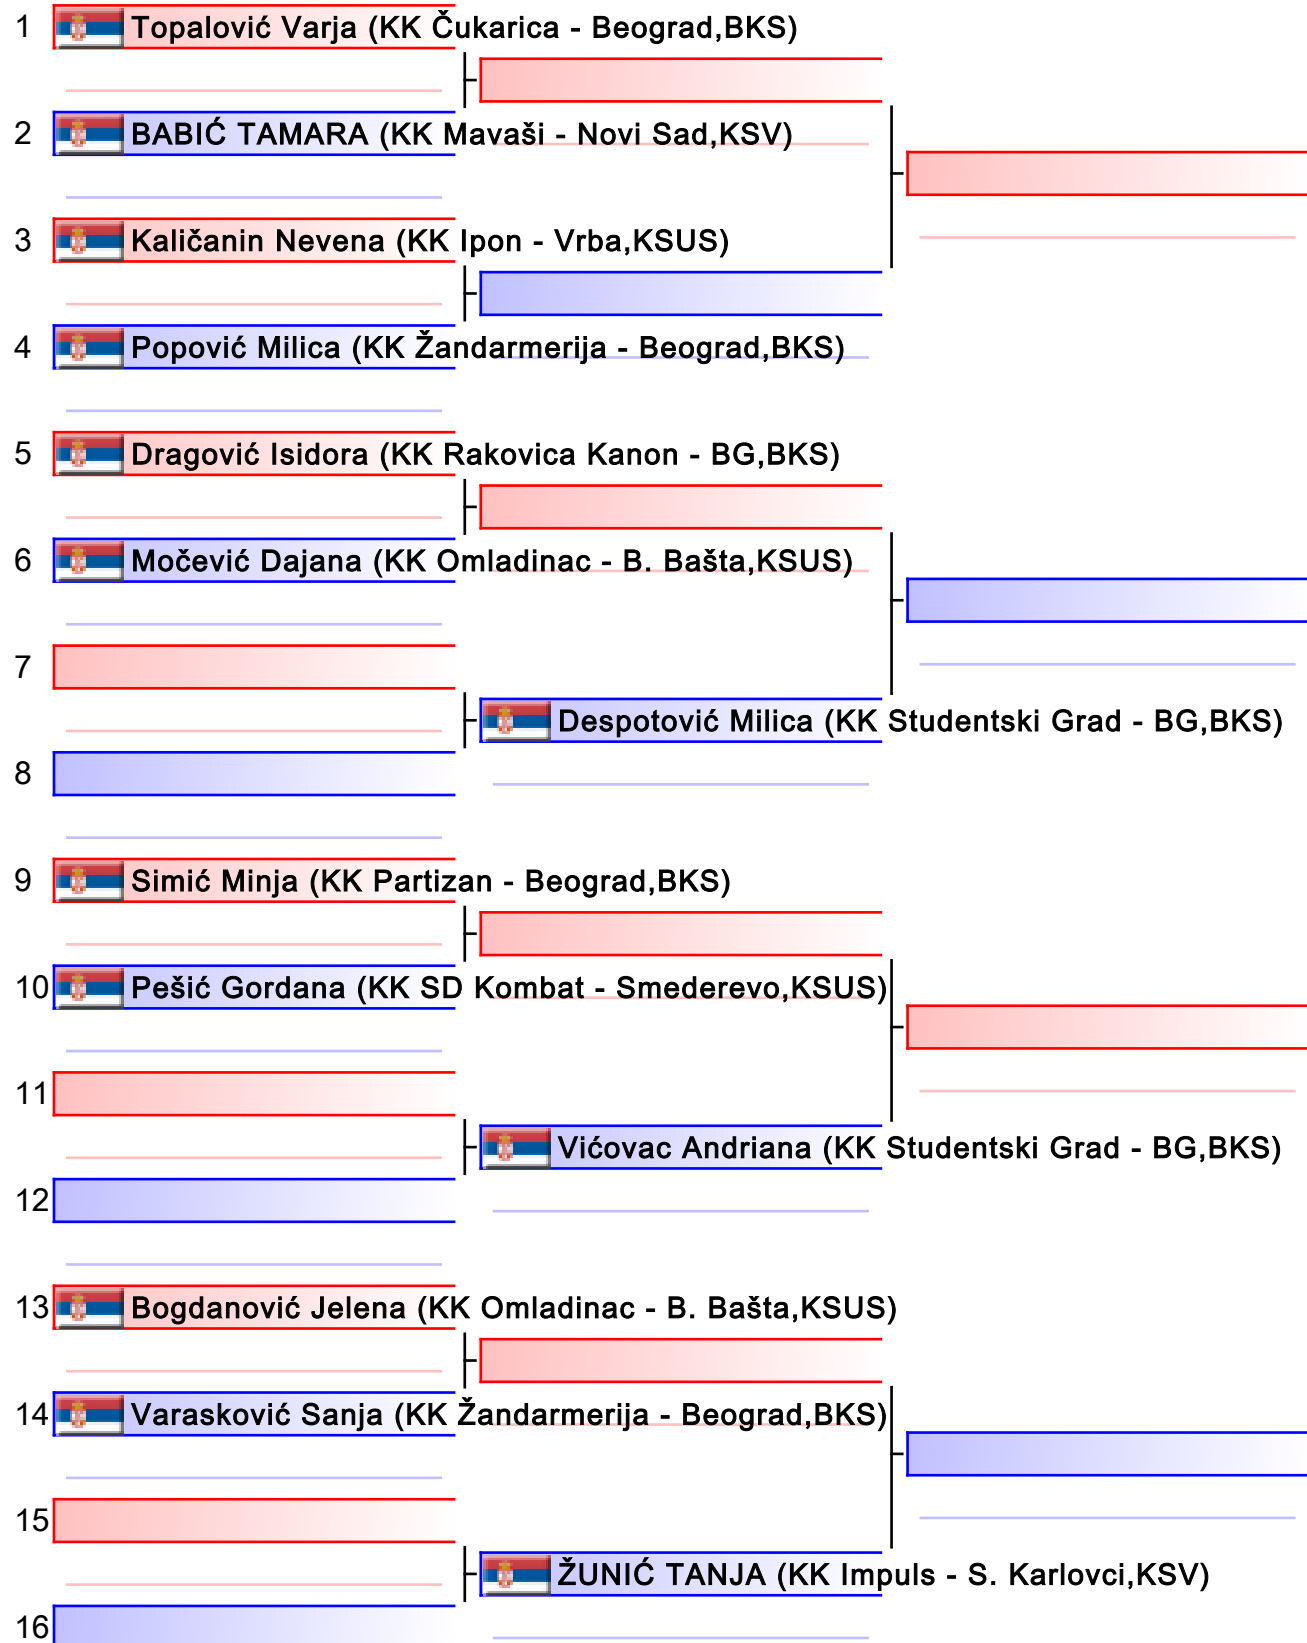 1 Topalović Varja (KK Čukarica - Beograd,BKS)
2 BABIĆ TAMARA (KK Mavaši - Novi Sad,KSV)
3 Kaličanin Nevena (KK Ipon - Vrba,KSUS)
4 Popović Milica (KK Žandarmerija - Beograd,BKS)
5 Dragović Isidora (KK Rakovica Kanon - BG,BKS)
6 Močević Dajana (KK Omladinac - B. Bašta,KSUS)
7
Despotović Milica (KK Studentski Grad - BG,BKS)
8
9 Simić Minja (KK Partizan - Beograd,BKS)
10 Pešić Gordana (KK SD Kombat - Smederevo,KSUS)
11
Vićovac Andriana (KK Studentski Grad - BG,BKS)
12
13 Bogdanović Jelena (KK Omladinac - B. Bašta,KSUS)
14 Varasković Sanja (KK Žandarmerija - Beograd,BKS)
15
ŽUNIĆ TANJA (KK Impuls - S. Karlovci,KSV)
16